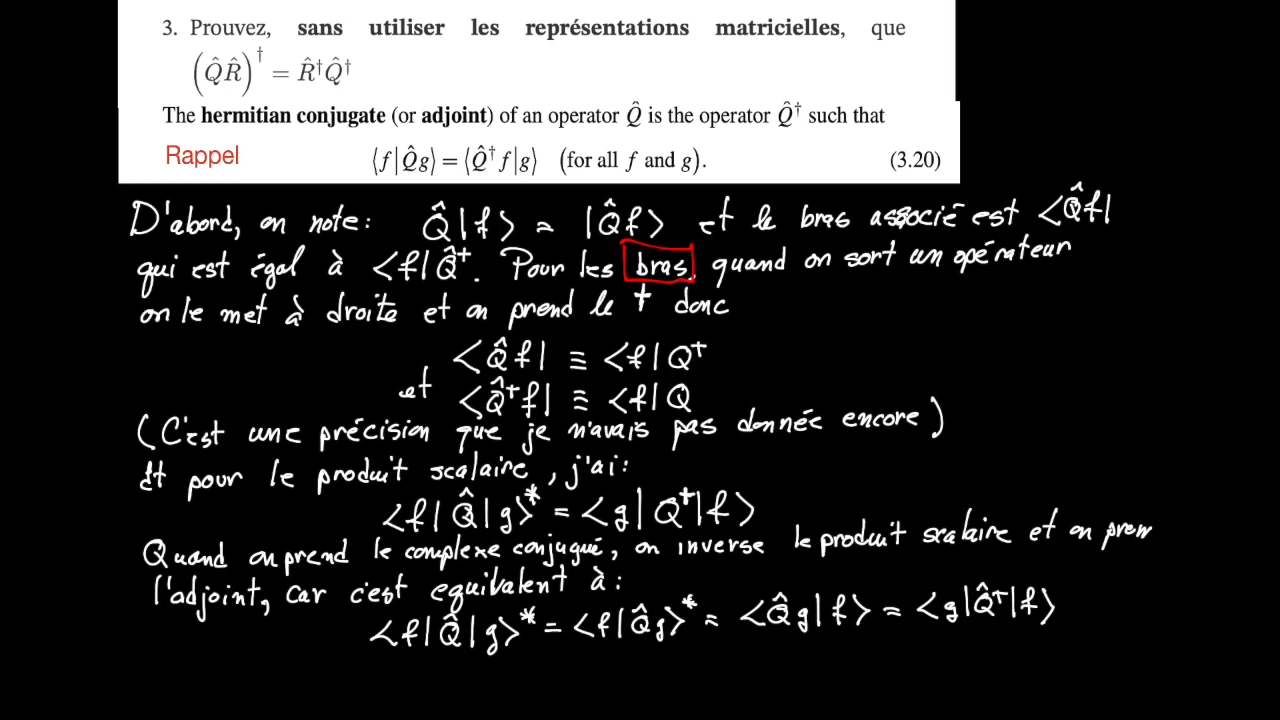 3. Prouvez, sans utiliser les représentations matricielles, que
(Q̂R̂)† = R̂†Q̂†
The hermitian conjugate (or adjoint) of an operator Q̂ is the operator Q̂† such that
Rappel ⟨f|Q̂g⟩ = ⟨Q̂†f|g⟩ (for all f and g). (3.20)
D'abord, on note: Q̂|f⟩ = |Q̂f⟩ et le bras associé est ⟨Q̂f|
qui est égal à ⟨f|Q̂†. Pour les bras, quand on sort un opérateur
on le met à droite et on prend le † donc
⟨Q̂f| ≡ ⟨f|Q†
et ⟨Q̂†f| ≡ ⟨f|Q
(C'est une précision que je n'avais pas donnée encore)
Et pour le produit scalaire, j'ai:
⟨f|Q̂|g⟩* = ⟨g|Q†|f⟩
Quand on prend le complexe conjugué, on inverse le produit scalaire et on pren
l'adjoint, car c'est equivalent à:
⟨f|Q̂|g⟩* = ⟨f|Q̂g⟩* = ⟨Q̂g|f⟩ = ⟨g|Q̂†|f⟩